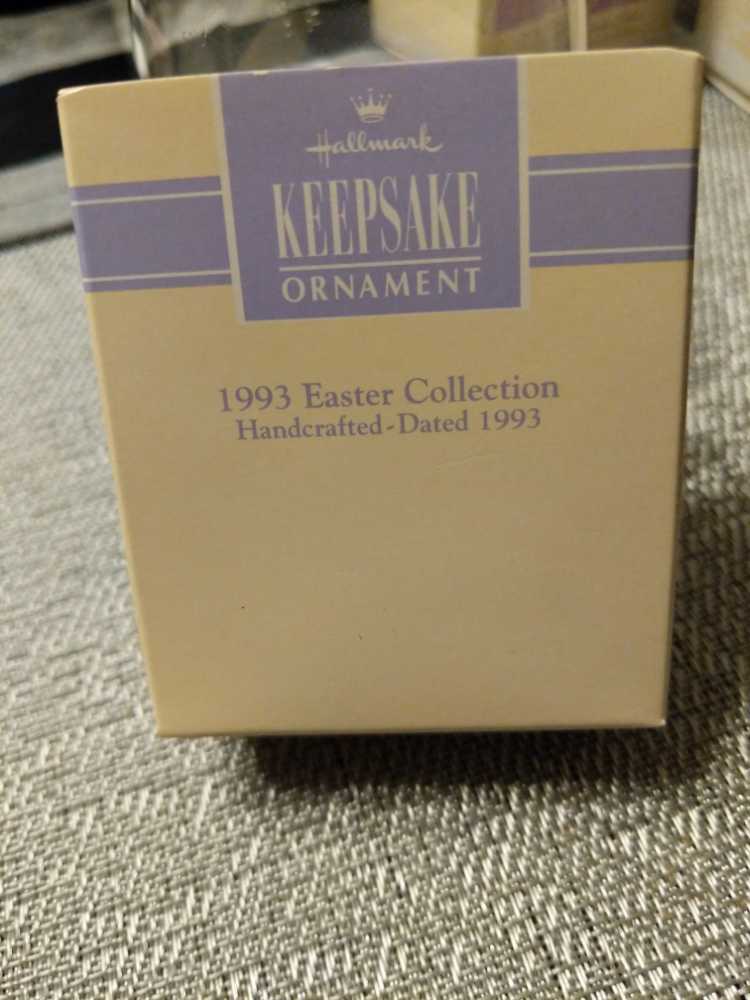 Hallmark
KEEPSAKE
ORNAMENT
1993 Easter Collection
Handcrafted-Dated 1993